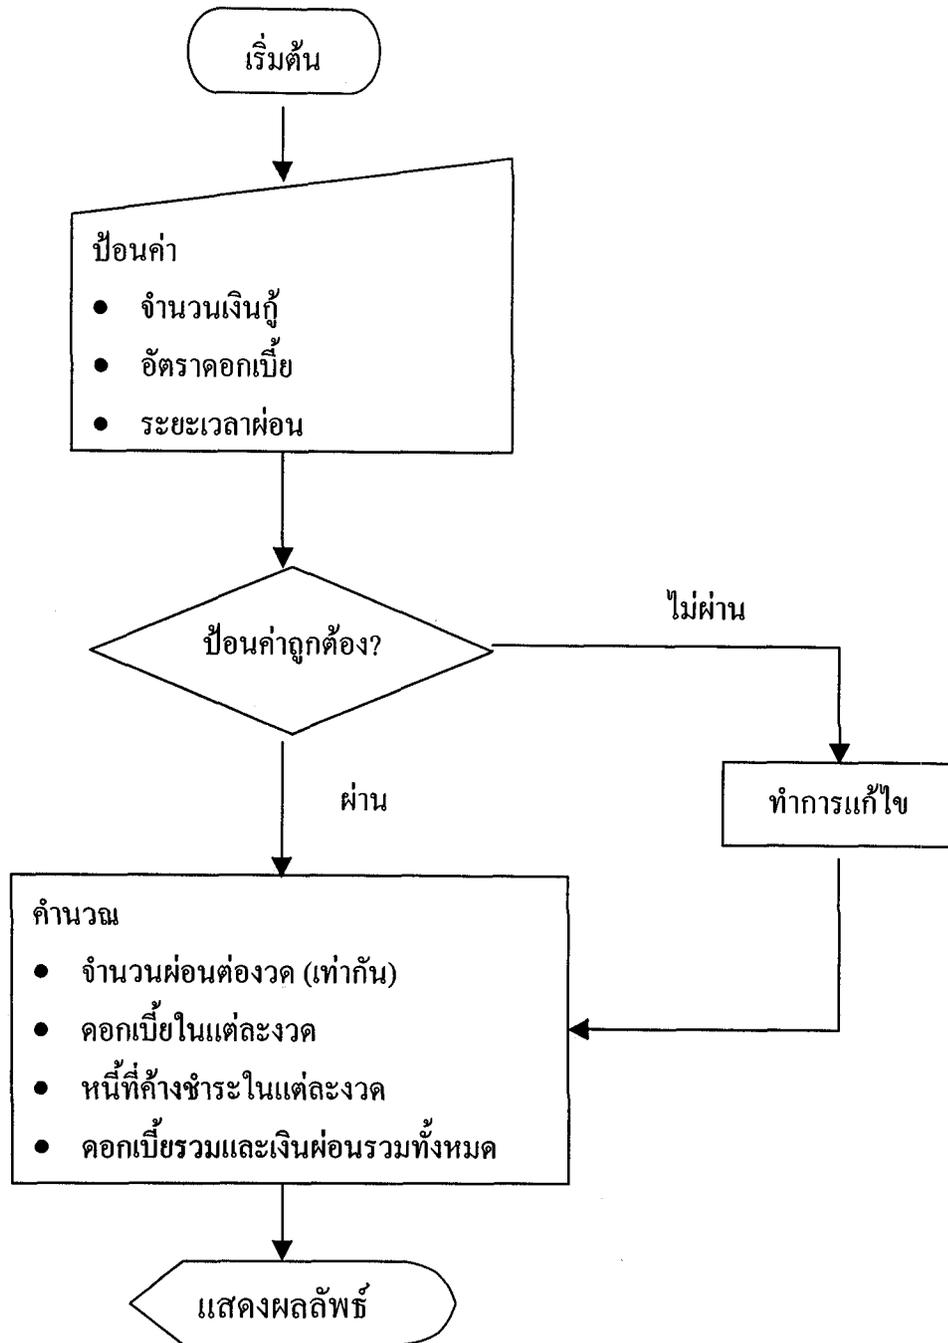 เริ่มต้น
ป้อนค่า
● จำนวนเงินกู้
● อัตราดอกเบี้ย
● ระยะเวลาผ่อน
ป้อนค่าถูกต้อง?
ไม่ผ่าน
ผ่าน
ทำการแก้ไข
คำนวณ
● จำนวนผ่อนต่องวด (เท่ากัน)
● ดอกเบี้ยในแต่ละงวด
● หนี้ที่ค้างชำระในแต่ละงวด
● ดอกเบี้ยรวมและเงินผ่อนรวมทั้งหมด
แสดงผลลัพธ์